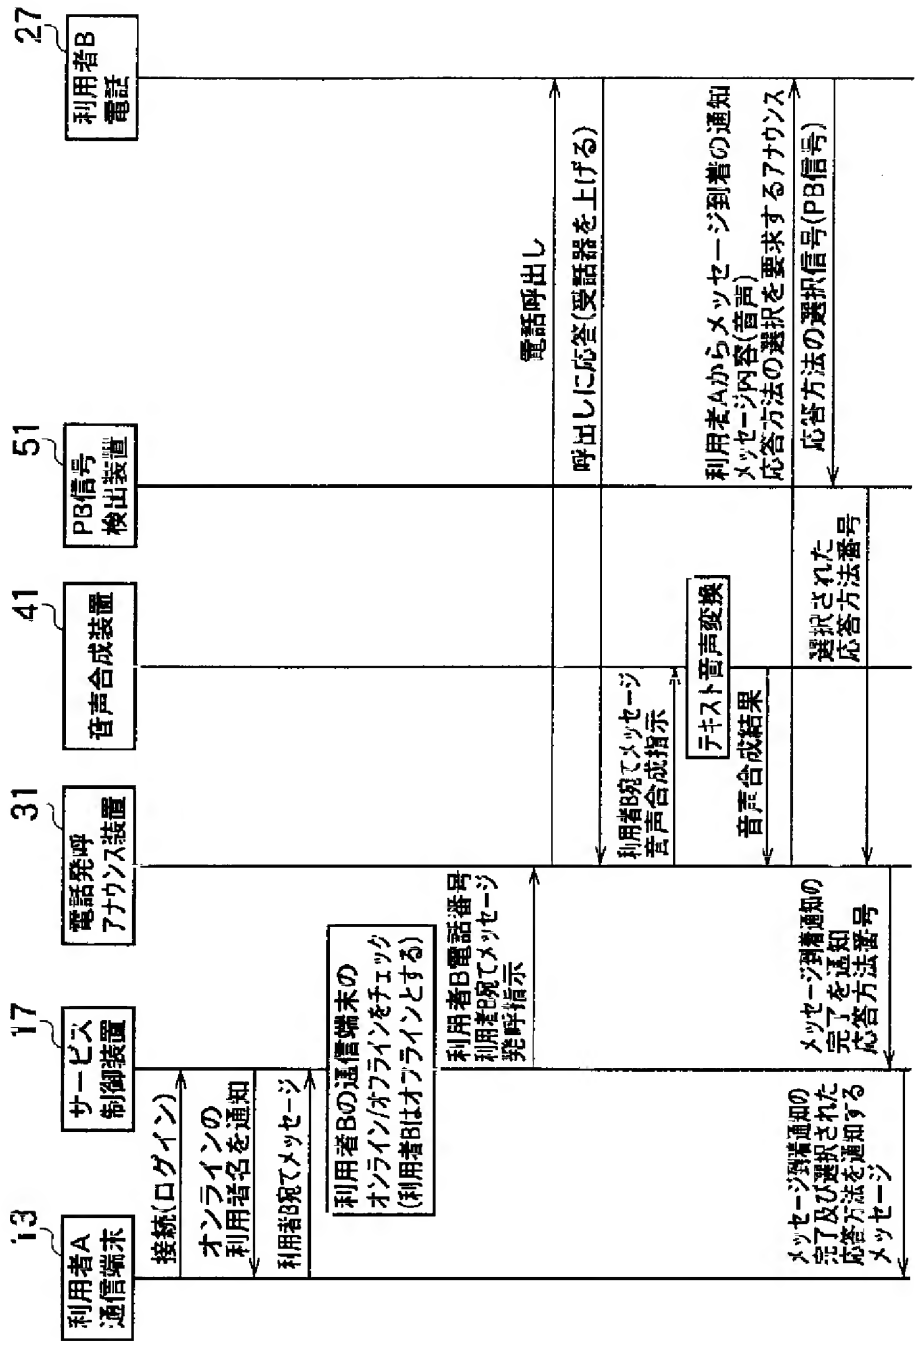 13
利用者A
通信端末
17
サービス
制御装置
31
電話発呼
アナウンス装置
41
音声合成装置
51
PB信号
検出装置
27
利用者B
電話
接続(ログイン)
オンラインの
利用者名を通知
利用者B宛てメッセージ
利用者Bの通信端末の
オンライン/オフラインをチェック
(利用者Bはオンラインとする)
利用者B電話番号
利用者B宛てメッセージ
発呼指示
電話呼出し
呼出しに応答(受話器を上げる)
利用者B宛てメッセージ
音声合成指示
テキスト音声変換
音声合成結果
利用者Aからメッセージ到着の通知
メッセージ内容(音声)
応答方法の選択を要求するアナウンス
応答方法の選択信号(PB信号)
選択された
応答方法番号
メッセージ到着通知の
完了を通知
応答方法番号
メッセージ到着通知の
完了及び選択された
応答方法を通知する
メッセージ